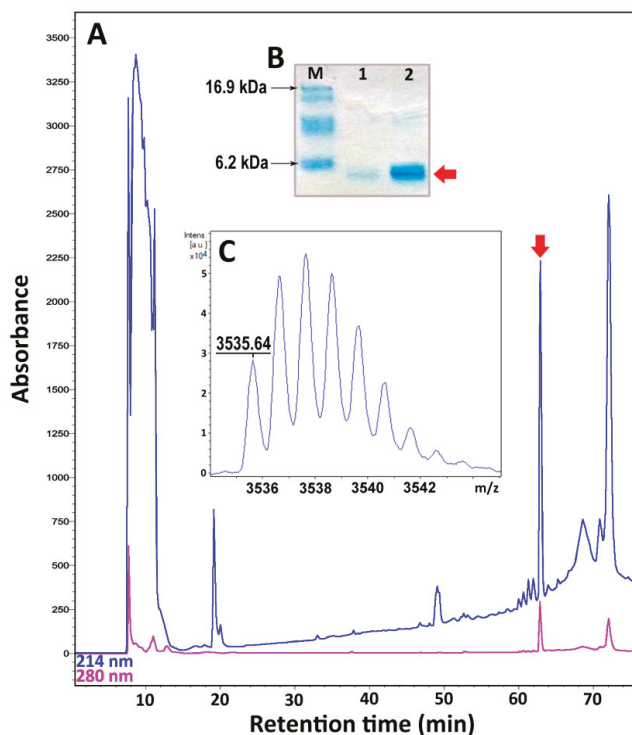 A
B
M 1 2
16.9 kDa
6.2 kDa
C
Intens.
[a.u.]
x10⁴
5
4
3
2
1
0
3535.64
3536 3538 3540 3542 m/z
Absorbance
3500
3250
3000
2750
2500
2250
2000
1750
1500
1250
1000
750
500
250
0
214 nm
280 nm
10 20 30 40 50 60 70
Retention time (min)